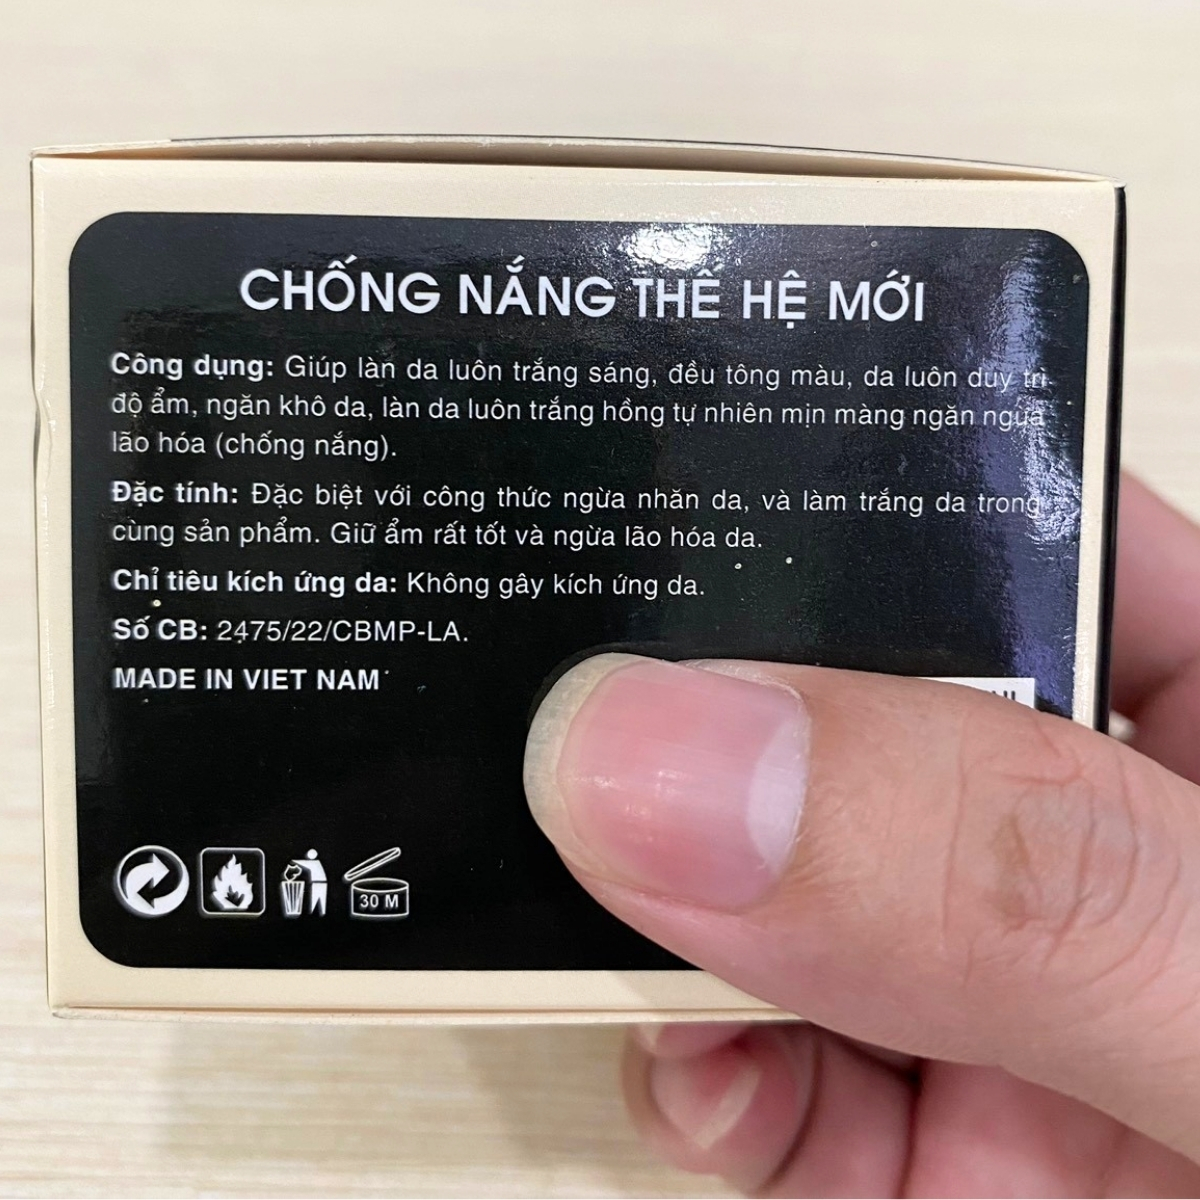 CHỐNG NẮNG THẾ HỆ MỚI
Công dụng: Giúp làn da luôn trắng sáng, đều tông màu, da luôn duy trì
độ ẩm, ngăn khô da, làn da luôn trắng hồng tự nhiên mịn màng ngăn ngừa
lão hóa (chống nắng).
Đặc tính: Đặc biệt với công thức ngừa nhăn da, và làm trắng da trong
cùng sản phẩm. Giữ ẩm rất tốt và ngừa lão hóa da.
Chỉ tiêu kích ứng da: Không gây kích ứng da.
Số CB: 2475/22/CBMP-LA.
MADE IN VIET NAM
30 M